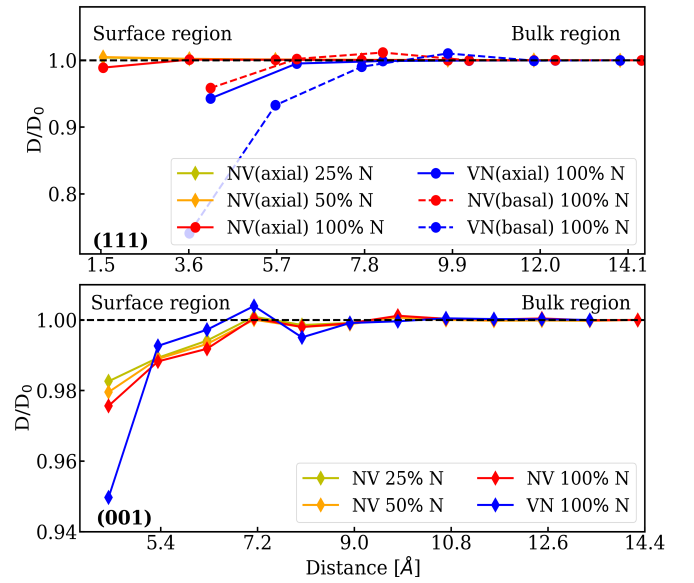 Surface region Bulk region
1.0
0.9
0.8
D/D0
NV(axial) 25% N VN(axial) 100% N
NV(axial) 50% N NV(basal) 100% N
NV(axial) 100% N VN(basal) 100% N
(111)
1.5 3.6 5.7 7.8 9.9 12.0 14.1
Surface region Bulk region
1.00
0.98
0.96
0.94
D/D0
NV 25% N NV 100% N
NV 50% N VN 100% N
(001)
5.4 7.2 9.0 10.8 12.6 14.4
Distance [Å]